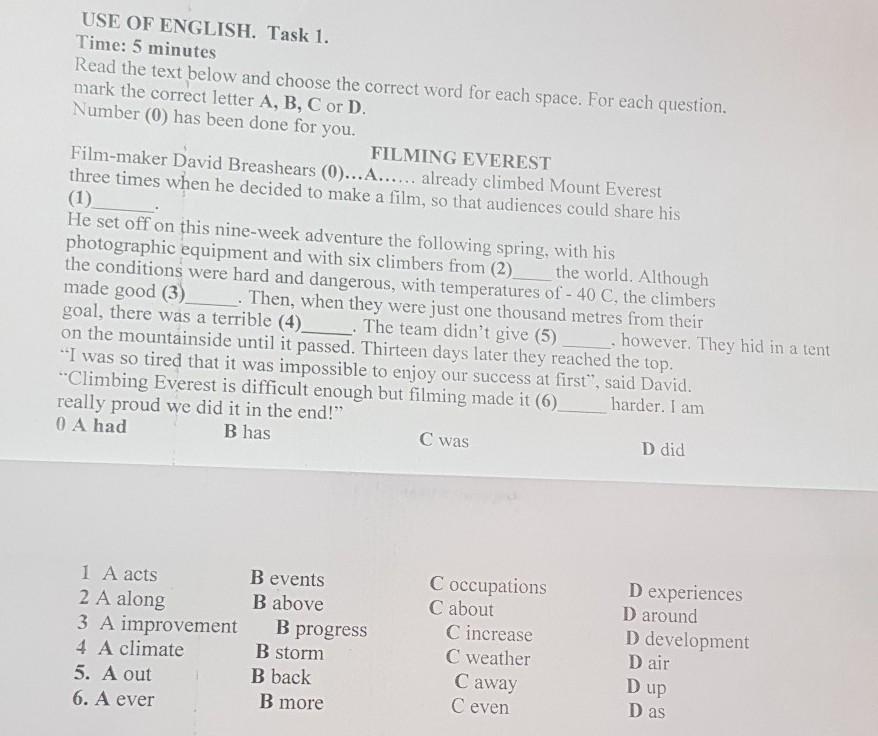 USE OF ENGLISH. Task 1.
Time: 5 minutes
Read the text below and choose the correct word for each space. For each question.
mark the correct letter A, B, C or D.
Number (0) has been done for you.
FILMING EVEREST
Film-maker David Breashears (0)...A...... already climbed Mount Everest
three times when he decided to make a film, so that audiences could share his
(1)______.
He set off on this nine-week adventure the following spring, with his
photographic equipment and with six climbers from (2)____ the world. Although
the conditions were hard and dangerous, with temperatures of - 40 C, the climbers
made good (3)_____. Then, when they were just one thousand metres from their
goal, there was a terrible (4)_____. The team didn't give (5) _____, however. They hid in a tent
on the mountainside until it passed. Thirteen days later they reached the top.
"I was so tired that it was impossible to enjoy our success at first", said David.
"Climbing Everest is difficult enough but filming made it (6)_____ harder. I am
really proud we did it in the end!"
0 A had B has C was D did
1 A acts B events C occupations D experiences
2 A along B above C about D around
3 A improvement B progress C increase D development
4 A climate B storm C weather D air
5. A out B back C away D up
6. A ever B more C even D as